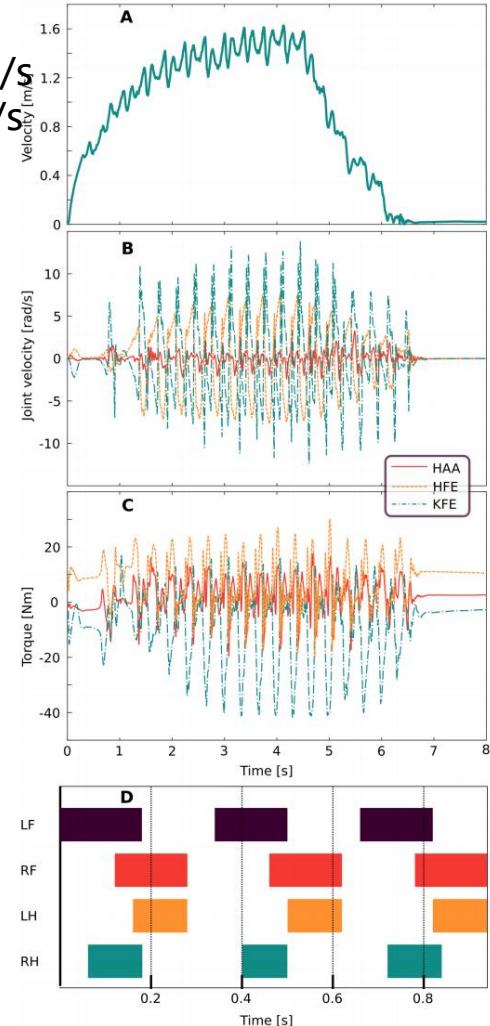 /s
/s
A
Velocity [m/s]
1.6
1.2
0.8
0.4
0
B
Joint velocity [rad/s]
10
5
0
-5
-10
HAA
HFE
KFE
C
Torque [Nm]
20
0
-20
-40
0 1 2 3 4 5 6 7 8
Time [s]
D
LF
RF
LH
RH
0.2 0.4 0.6 0.8
Time [s]